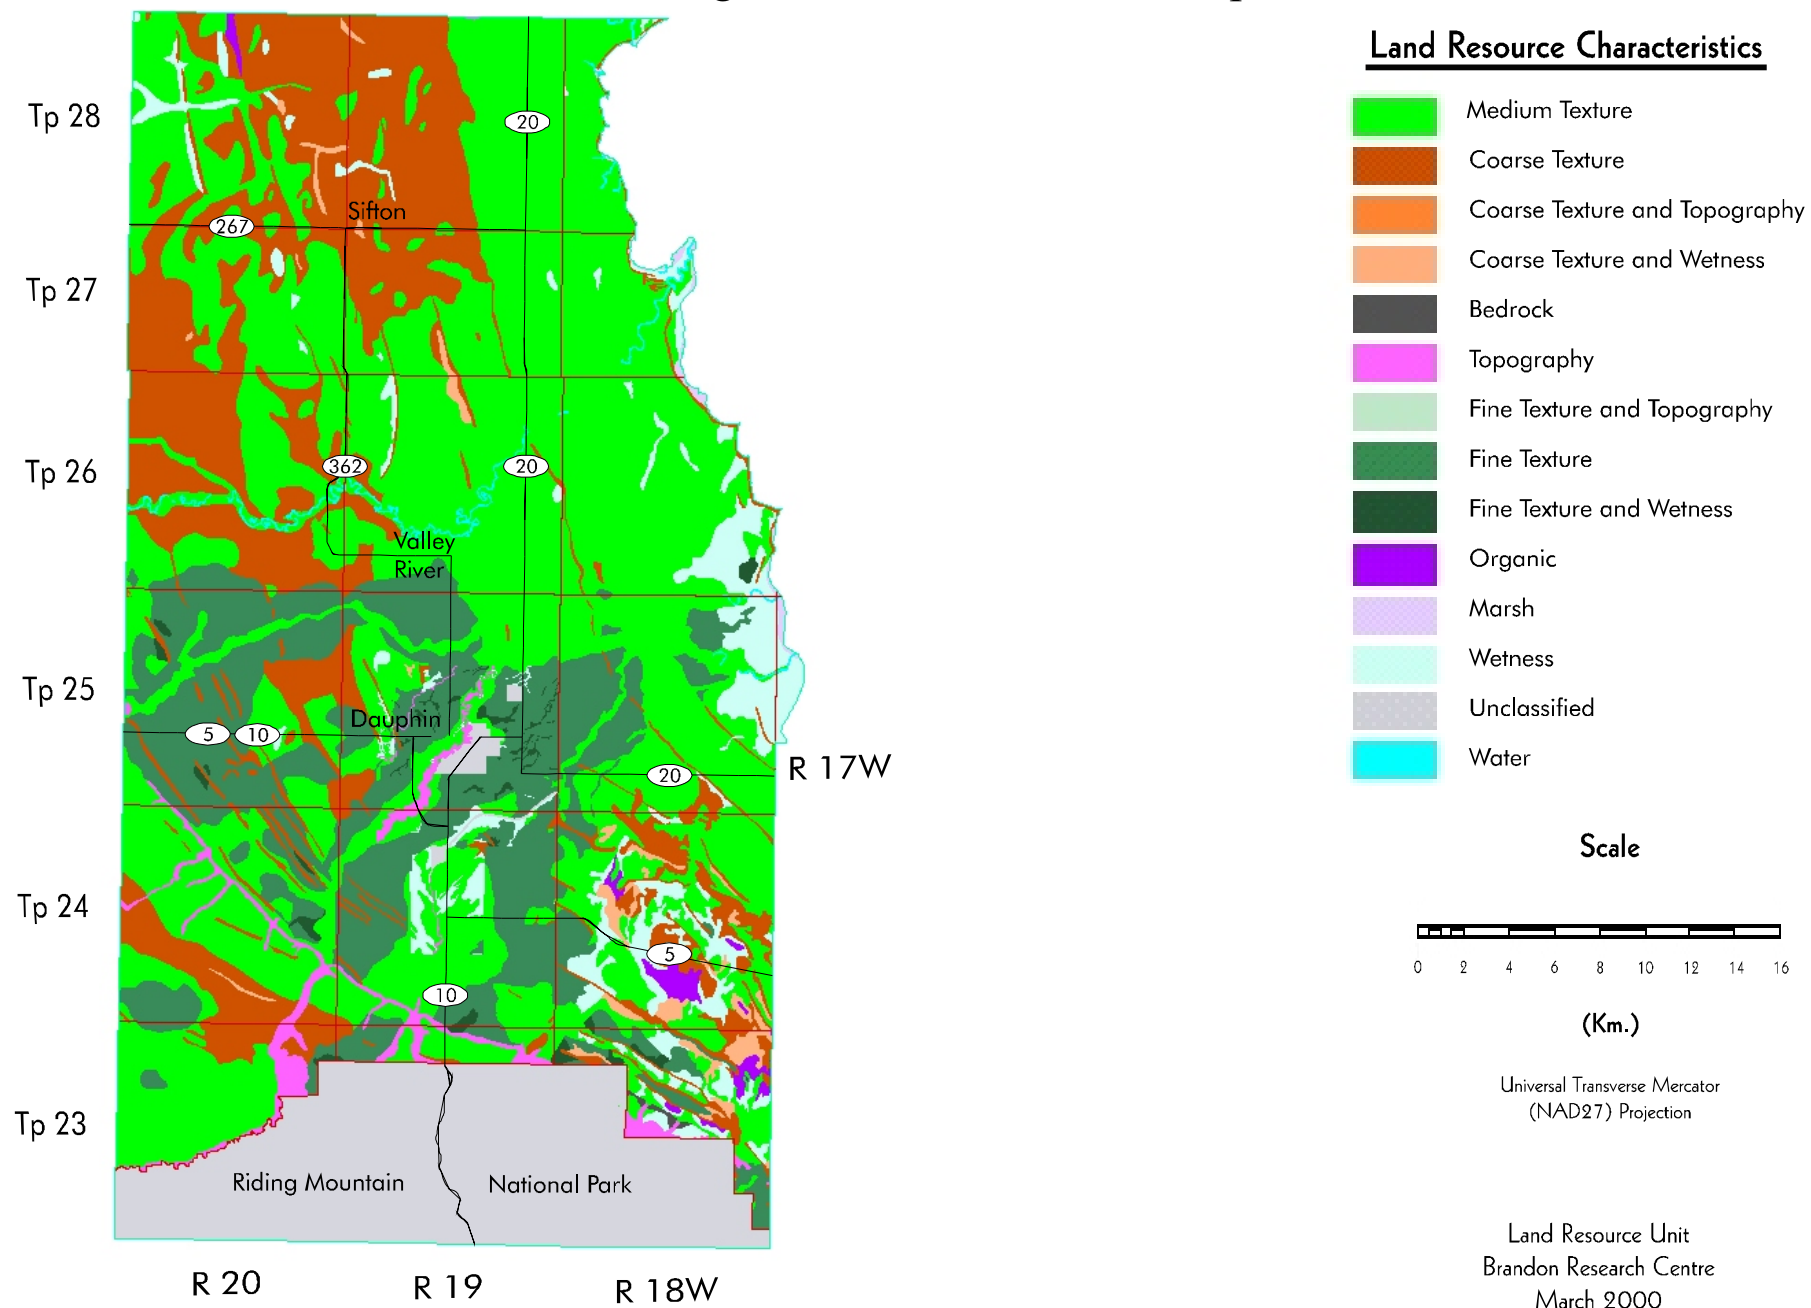 Land Resource Characteristics
Medium Texture
Coarse Texture
Coarse Texture and Topography
Coarse Texture and Wetness
Bedrock
Topography
Fine Texture and Topography
Fine Texture
Fine Texture and Wetness
Organic
Marsh
Wetness
Unclassified
Water
Tp 28
20
Sifton
267
Tp 27
Tp 26
362
20
Valley
River
Tp 25
Dauphin
5
10
20
R 17W
Tp 24
5
10
Tp 23
Riding Mountain
National Park
R 20
R 19
R 18W
Scale
0 2 4 6 8 10 12 14 16
(Km.)
Universal Transverse Mercator
(NAD27) Projection
Land Resource Unit
Brandon Research Centre
March 2000